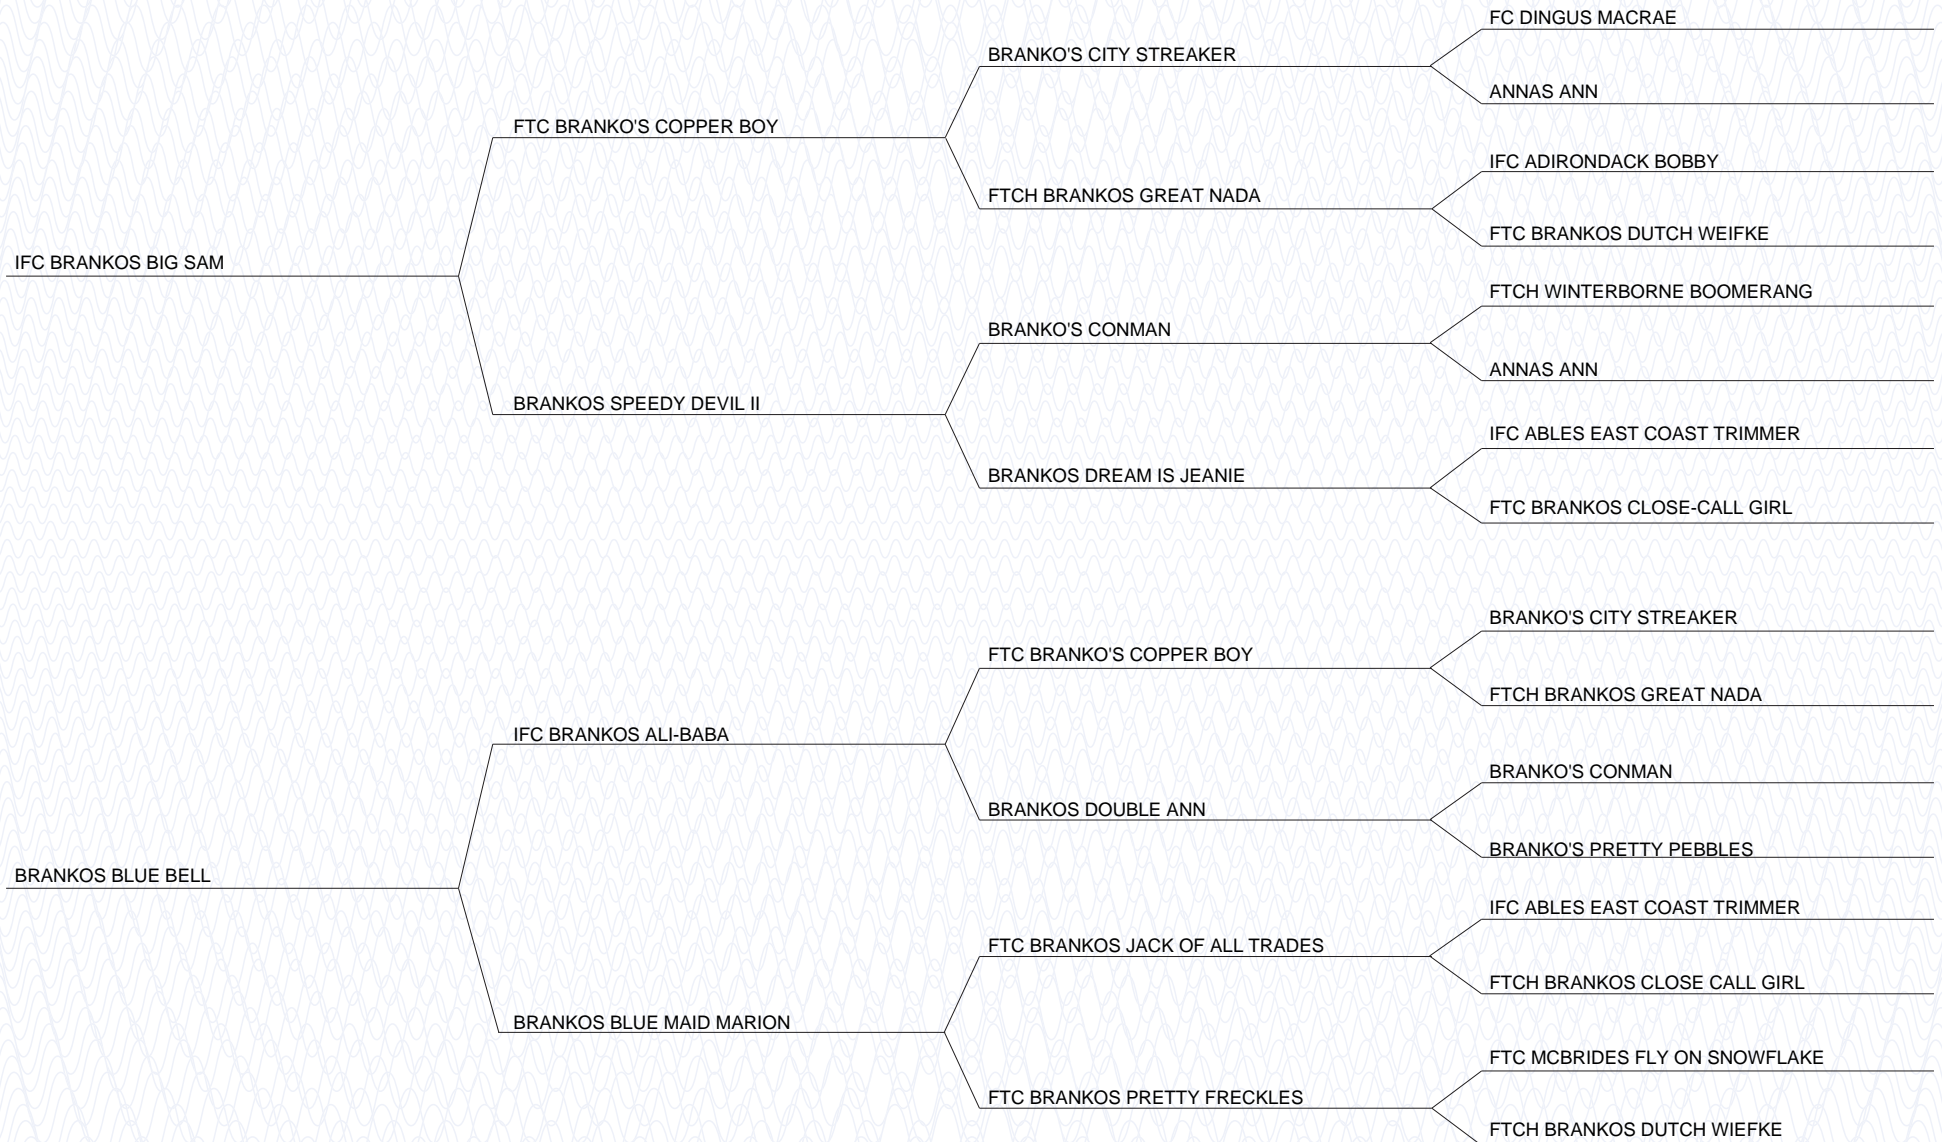 FC DINGUS MACRAE
BRANKO'S CITY STREAKER
ANNAS ANN
FTC BRANKO'S COPPER BOY
IFC ADIRONDACK BOBBY
FTCH BRANKOS GREAT NADA
FTC BRANKOS DUTCH WEIFKE
IFC BRANKOS BIG SAM
FTCH WINTERBORNE BOOMERANG
BRANKO'S CONMAN
ANNAS ANN
BRANKOS SPEEDY DEVIL II
IFC ABLES EAST COAST TRIMMER
BRANKOS DREAM IS JEANIE
FTC BRANKOS CLOSE-CALL GIRL
BRANKO'S CITY STREAKER
FTC BRANKO'S COPPER BOY
FTCH BRANKOS GREAT NADA
IFC BRANKOS ALI-BABA
BRANKO'S CONMAN
BRANKOS DOUBLE ANN
BRANKO'S PRETTY PEBBLES
BRANKOS BLUE BELL
IFC ABLES EAST COAST TRIMMER
FTC BRANKOS JACK OF ALL TRADES
FTCH BRANKOS CLOSE CALL GIRL
BRANKOS BLUE MAID MARION
FTC MCBRIDES FLY ON SNOWFLAKE
FTC BRANKOS PRETTY FRECKLES
FTCH BRANKOS DUTCH WIEFKE